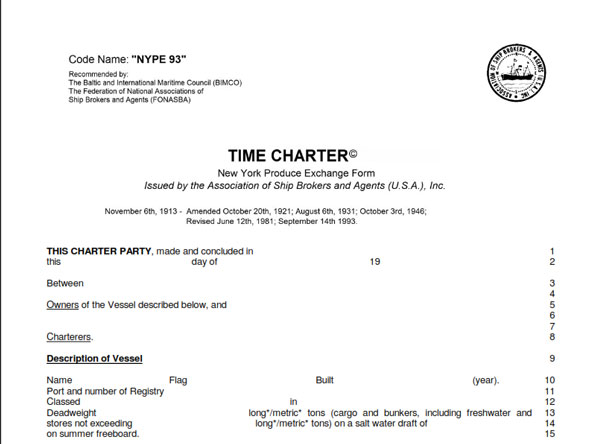 Code Name: "NYPE 93"
Recommended by:
The Baltic and International Maritime Council (BIMCO)
The Federation of National Associations of
Ship Brokers and Agents (FONASBA)
ASSOCIATION OF SHIP BROKERS & AGENTS (U.S.A.), INC.
TIME CHARTER©
New York Produce Exchange Form
Issued by the Association of Ship Brokers and Agents (U.S.A.), Inc.
November 6th, 1913 - Amended October 20th, 1921; August 6th, 1931; October 3rd, 1946;
Revised June 12th, 1981; September 14th 1993.
THIS CHARTER PARTY, made and concluded in 1
this day of 19 2
Between 3
4
Owners of the Vessel described below, and 5
6
7
Charterers. 8
Description of Vessel 9
Name Flag Built (year). 10
Port and number of Registry 11
Classed in 12
Deadweight long*/metric* tons (cargo and bunkers, including freshwater and 13
stores not exceeding long*/metric* tons) on a salt water draft of 14
on summer freeboard. 15